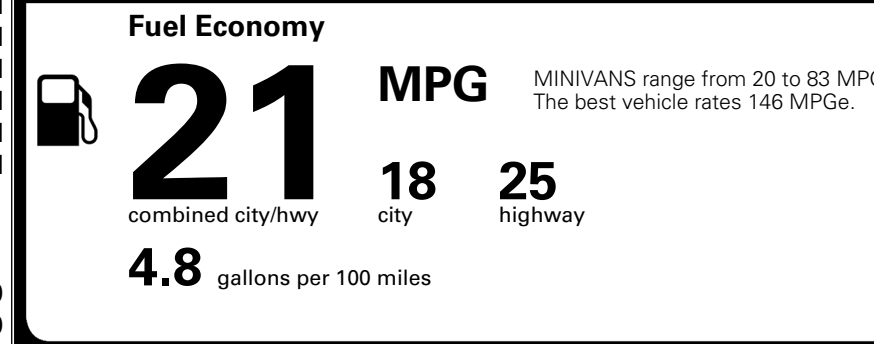 Fuel Economy
21
MPG
MINIVANS range from 20 to 83 MPG
The best vehicle rates 146 MPGe.
18
25
combined city/hwy
city
highway
4.8 gallons per 100 miles